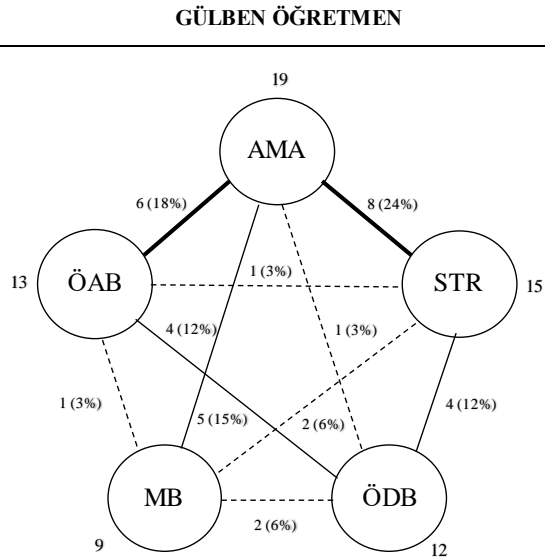 GÜLBEN ÖĞRETMEN
19
AMA
6 (18%)
8 (24%)
13
ÖAB
1 (3%)
STR
15
4 (12%)
1 (3%)
1 (3%)
5 (15%)
2 (6%)
4 (12%)
MB
ÖDB
2 (6%)
9
12